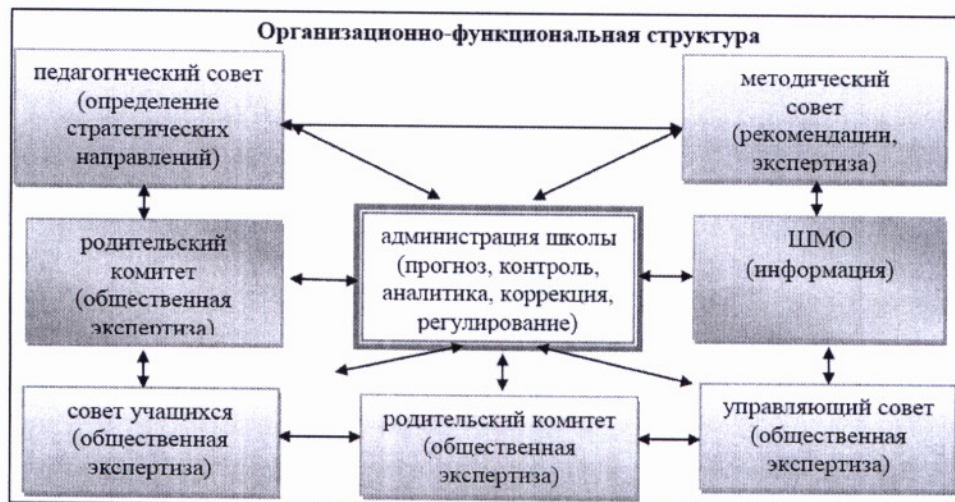 Организационно-функциональная структура
педагогический совет
(определение
стратегических
направлений)
методический
совет
(рекомендации,
экспертиза)
родительский
комитет
(общественная
экспертиза)
администрация школы
(прогноз, контроль,
аналитика, коррекция,
регулирование)
ШМО
(информация)
совет учащихся
(общественная
экспертиза)
родительский комитет
(общественная
экспертиза)
управляющий совет
(общественная
экспертиза)